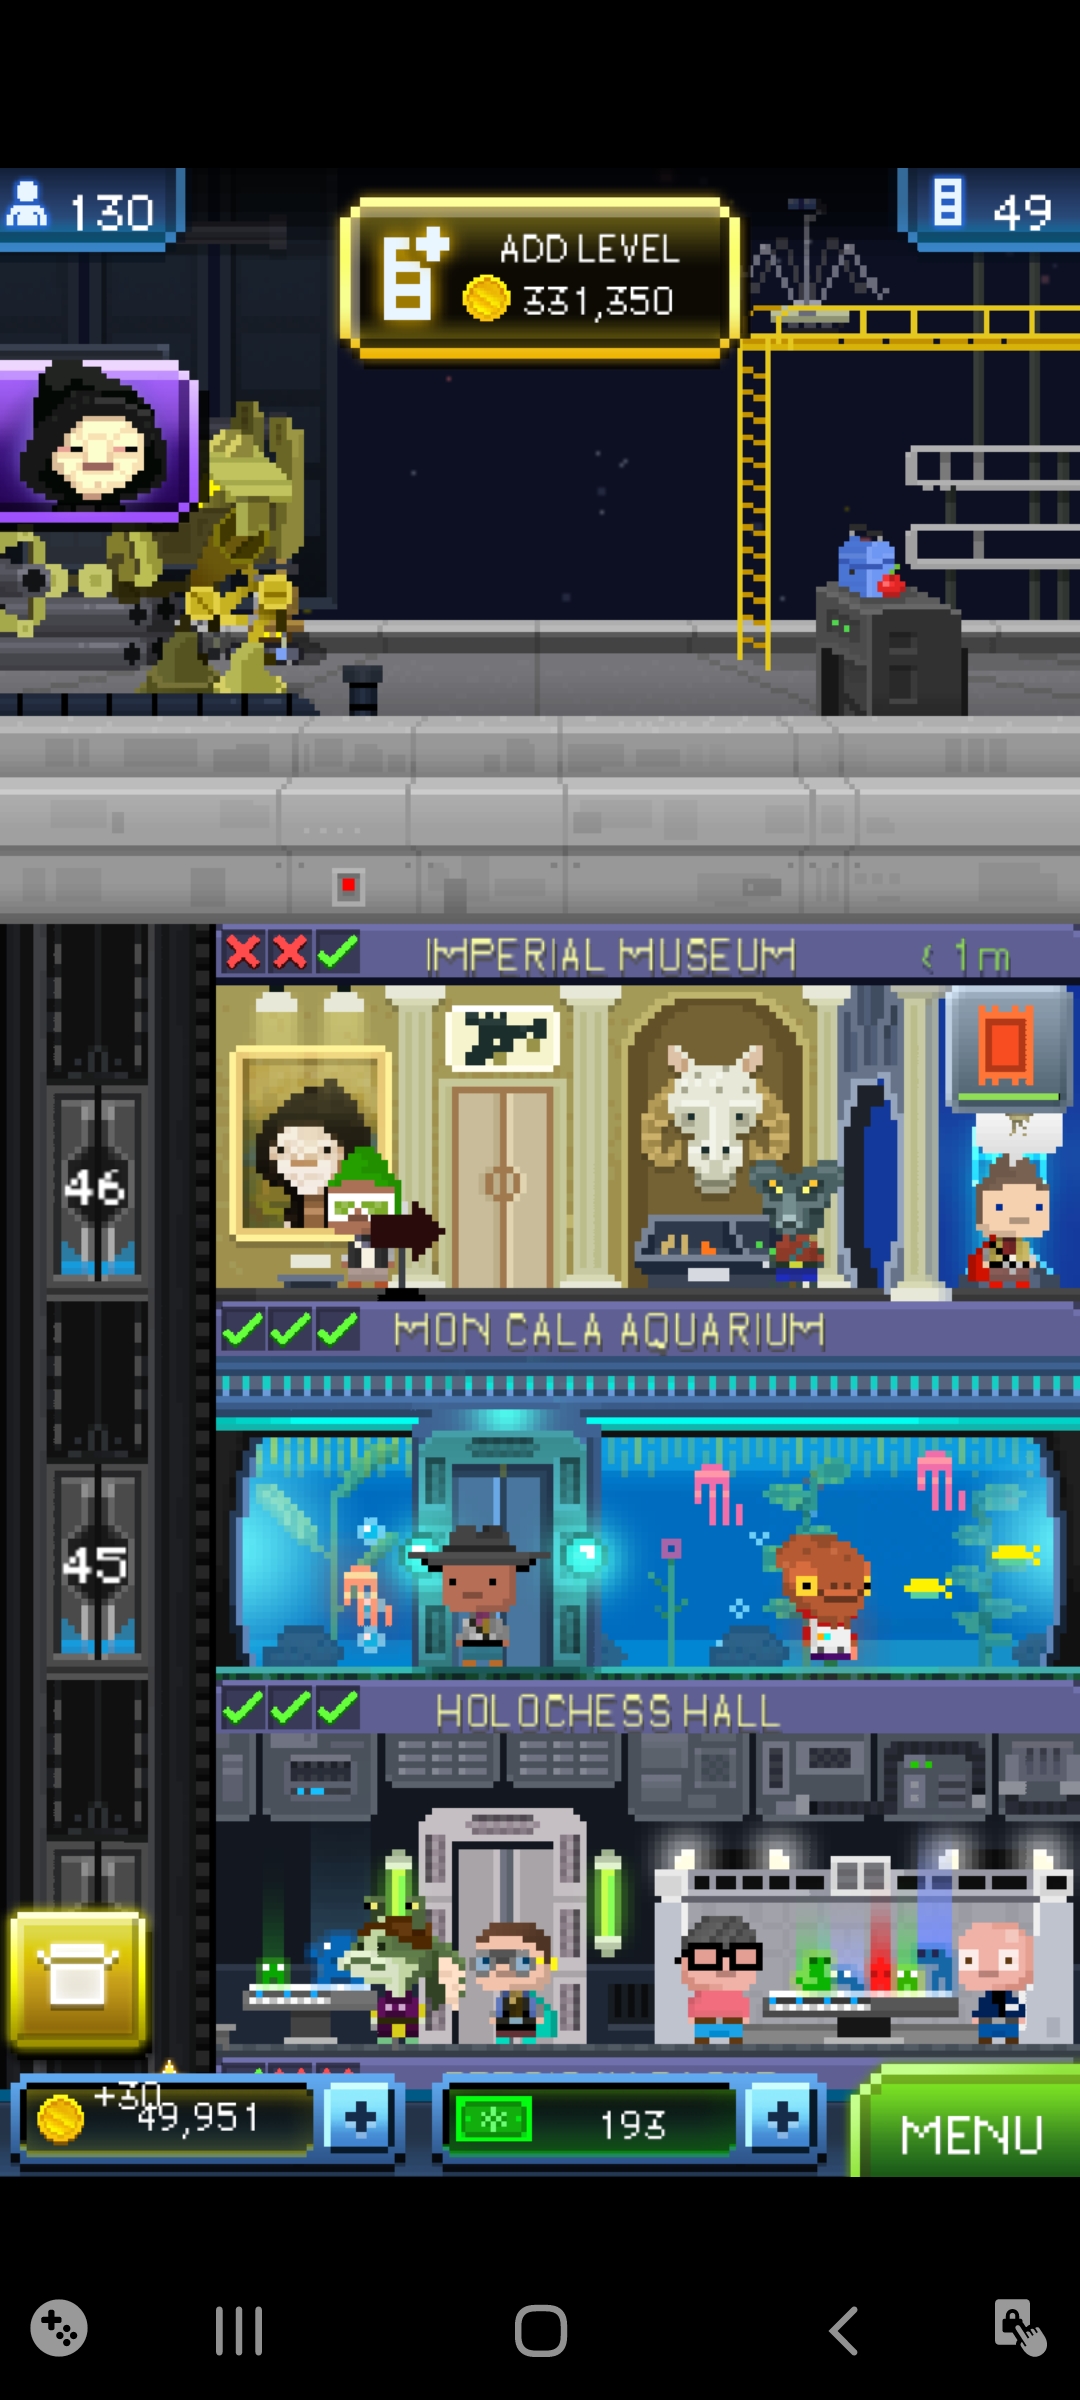 130
ADD LEVEL
331,350
49
IMPERIAL MUSEUM
< 1m
46
MON CALA AQUARIUM
45
HOLOCHESS HALL
+30
49,951
193
MENU